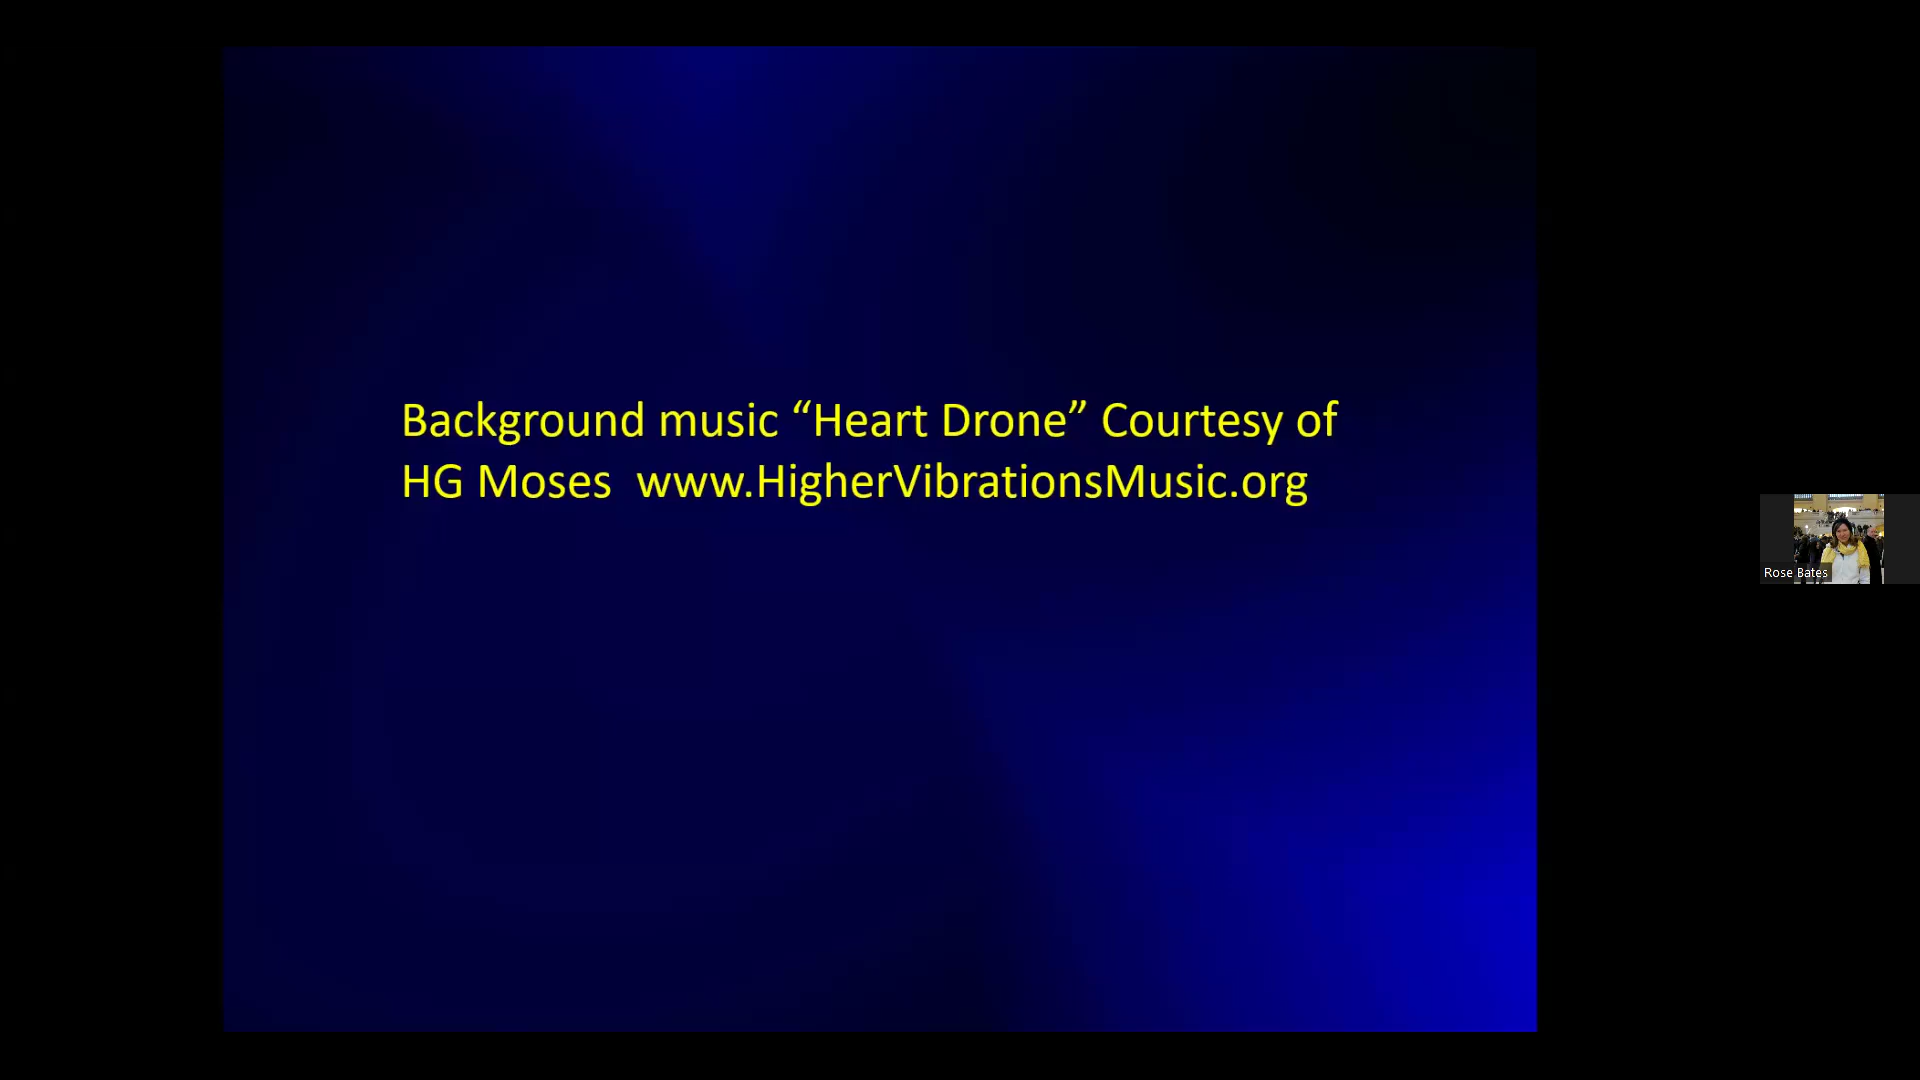 Background music “Heart Drone” Courtesy of
HG Moses  www.HigherVibrationsMusic.org
Rose Bates